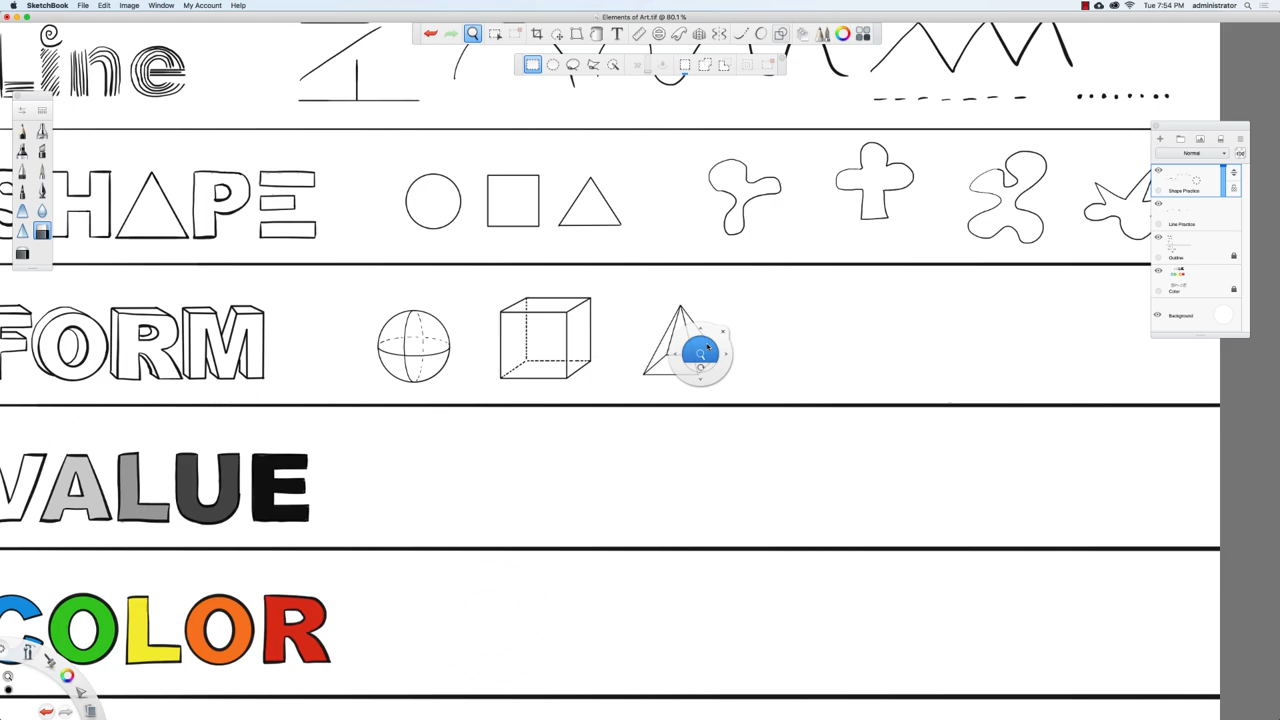 SketchBook File Edit Image Window My Account Help
Tue 7:54 PM administrator
Elements of Art.tif @ 80.1 %
Line
T
SHAPE
Normal
Shape Practice
Line Practice
Outline
Color
Background
FORM
VALUE
COLOR